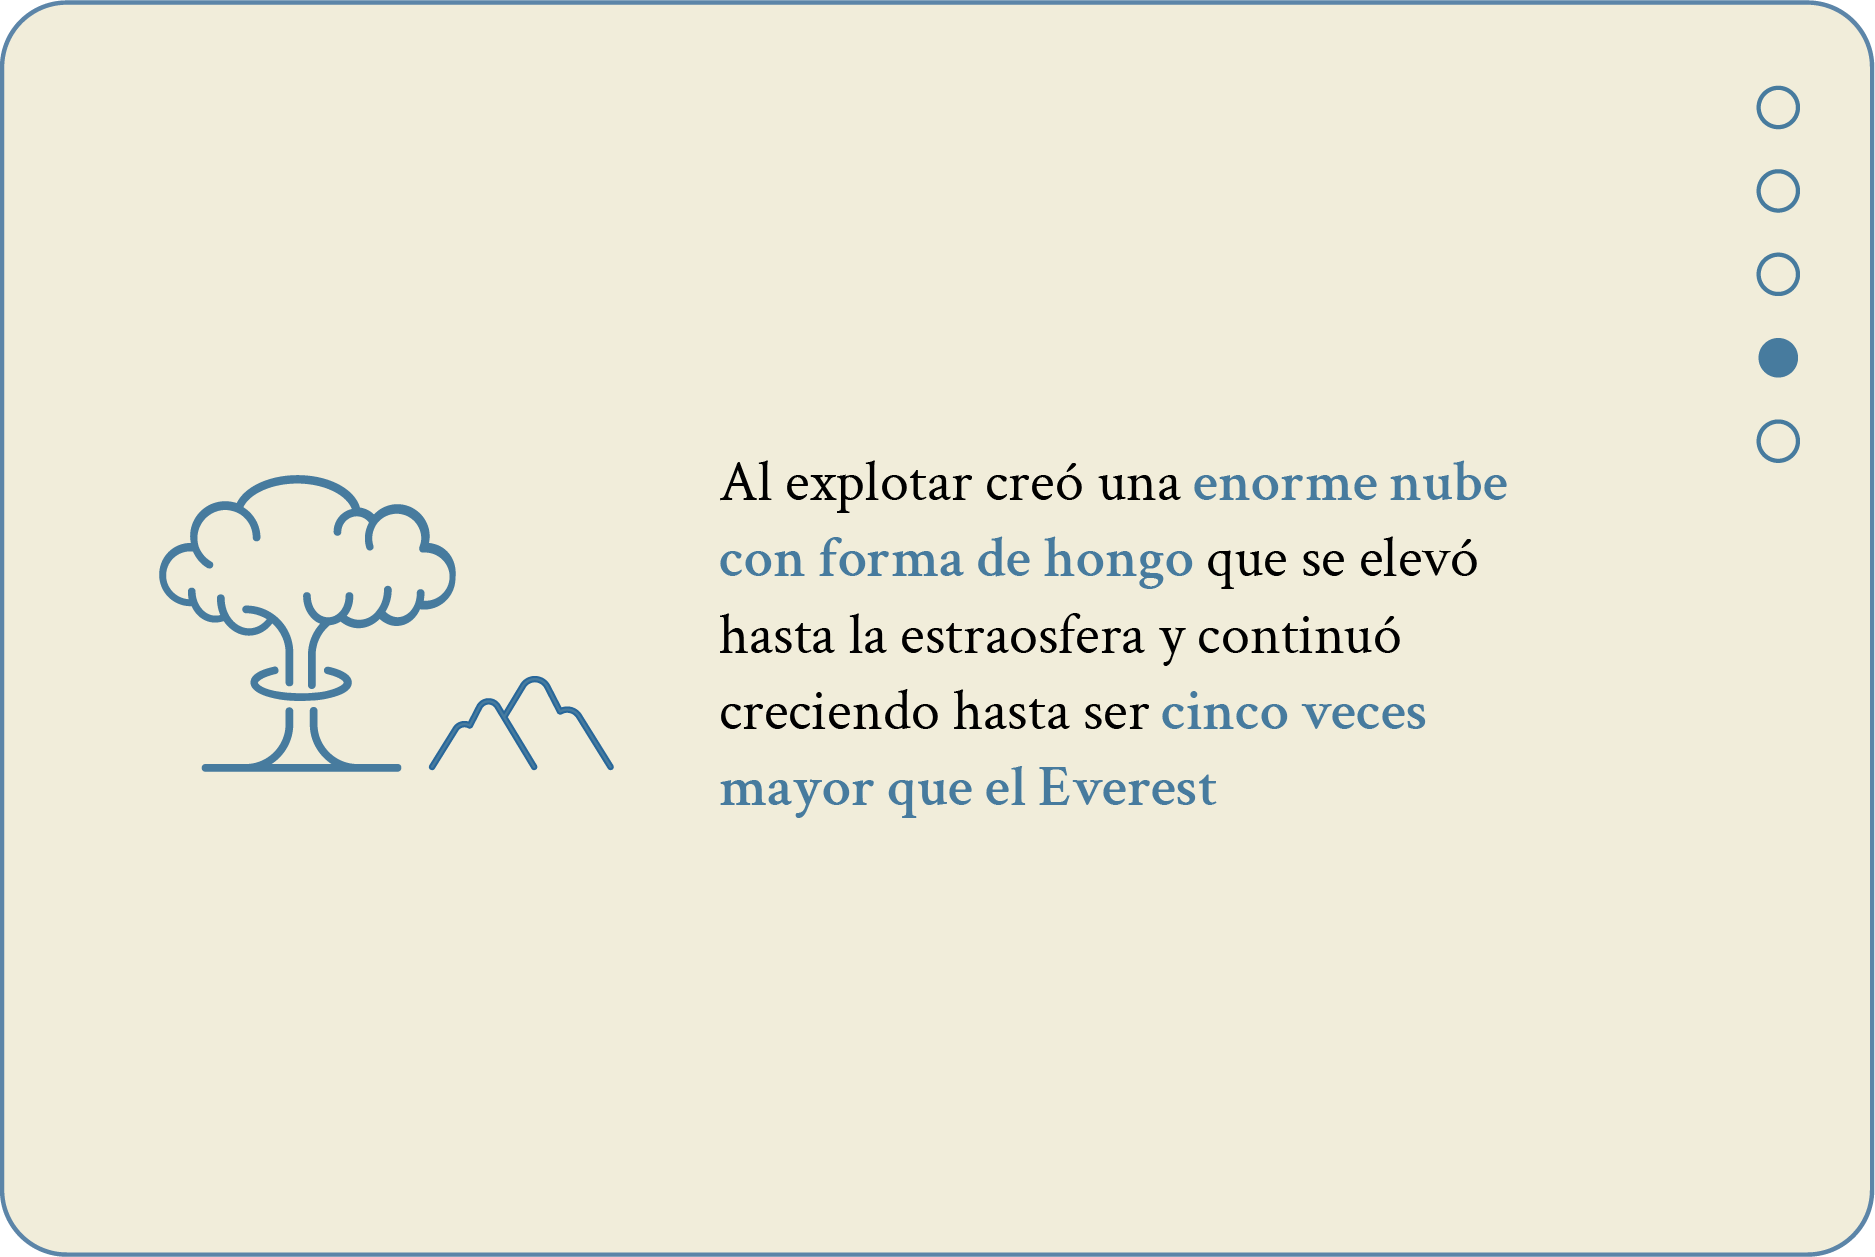 Al explotar creó una enorme nube
con forma de hongo que se elevó
hasta la estraosfera y continuó
creciendo hasta ser cinco veces
mayor que el Everest